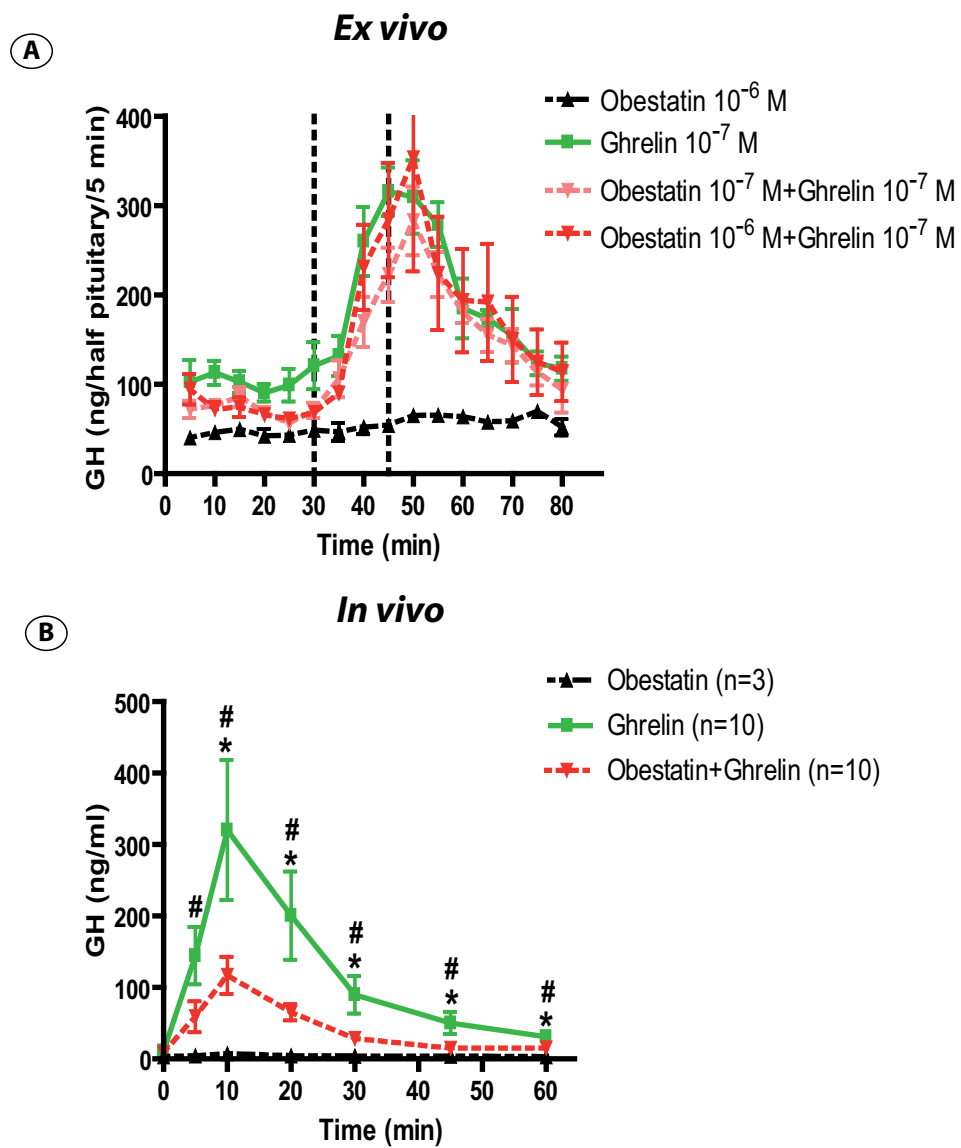 Ex vivo
A
Obestatin 10⁻⁶ M
Ghrelin 10⁻⁷ M
Obestatin 10⁻⁷ M+Ghrelin 10⁻⁷ M
Obestatin 10⁻⁶ M+Ghrelin 10⁻⁷ M
GH (ng/half pituitary/5 min)
400
300
200
100
0
0 10 20 30 40 50 60 70 80
Time (min)
In vivo
B
Obestatin (n=3)
Ghrelin (n=10)
Obestatin+Ghrelin (n=10)
GH (ng/ml)
500
400
300
200
100
0
#
#
*
#
*
#
*
#
*
#
*
0 10 20 30 40 50 60
Time (min)